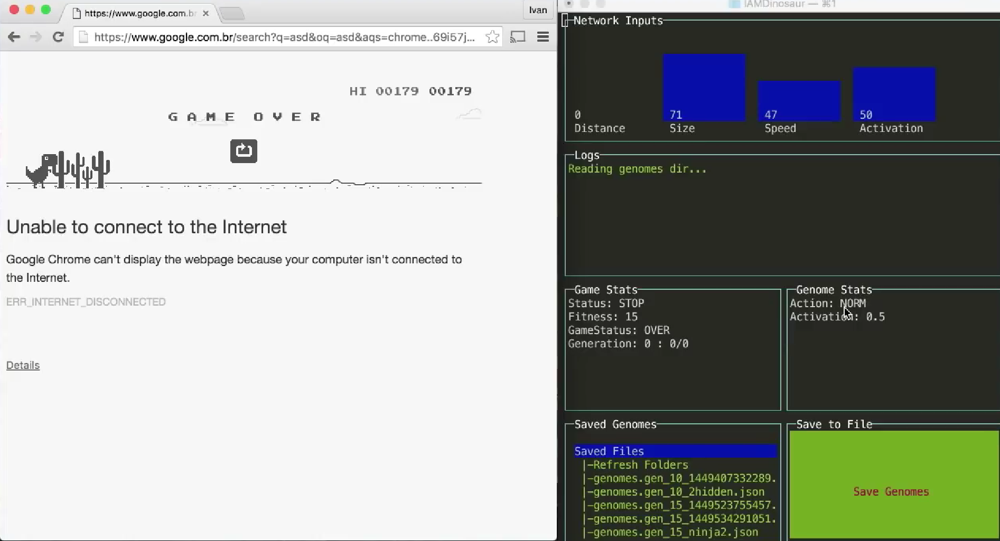 https://www.google.com.br
Ivan
https://www.google.com.br/search?q=asd&oq=asd&aqs=chrome..69i57j...
HI 00179 00179
GAME OVER
Unable to connect to the Internet
Google Chrome can't display the webpage because your computer isn't connected to
the Internet.
ERR_INTERNET_DISCONNECTED
Details
IAMDinosaur — ⌘1
Network Inputs
0 71 47 50
Distance Size Speed Activation
Logs
Reading genomes dir...
Game Stats
Status: STOP
Fitness: 15
GameStatus: OVER
Generation: 0 : 0/0
Genome Stats
Action: NORM
Activation: 0.5
Saved Genomes
Saved Files
|-Refresh Folders
|-genomes.gen_10_1449407332289.
|-genomes.gen_10_2hidden.json
|-genomes.gen_15_1449523755457.
|-genomes.gen_15_1449534291051.
|-genomes.gen_15_ninja2.json
Save to File
Save Genomes